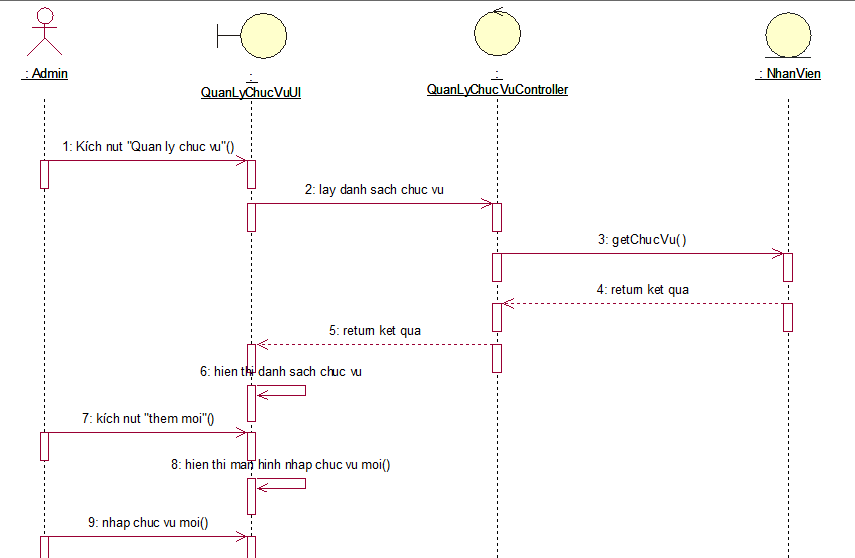 : Admin
:
QuanLyChucVuUI
:
QuanLyChucVuController
: NhanVien
1: Kích nut "Quan ly chuc vu"()
2: lay danh sach chuc vu
3: getChucVu( )
4: return ket qua
5: return ket qua
6: hien thi danh sach chuc vu
7: kích nut "them moi"()
8: hien thi man hinh nhap chuc vu moi()
9: nhap chuc vu moi()